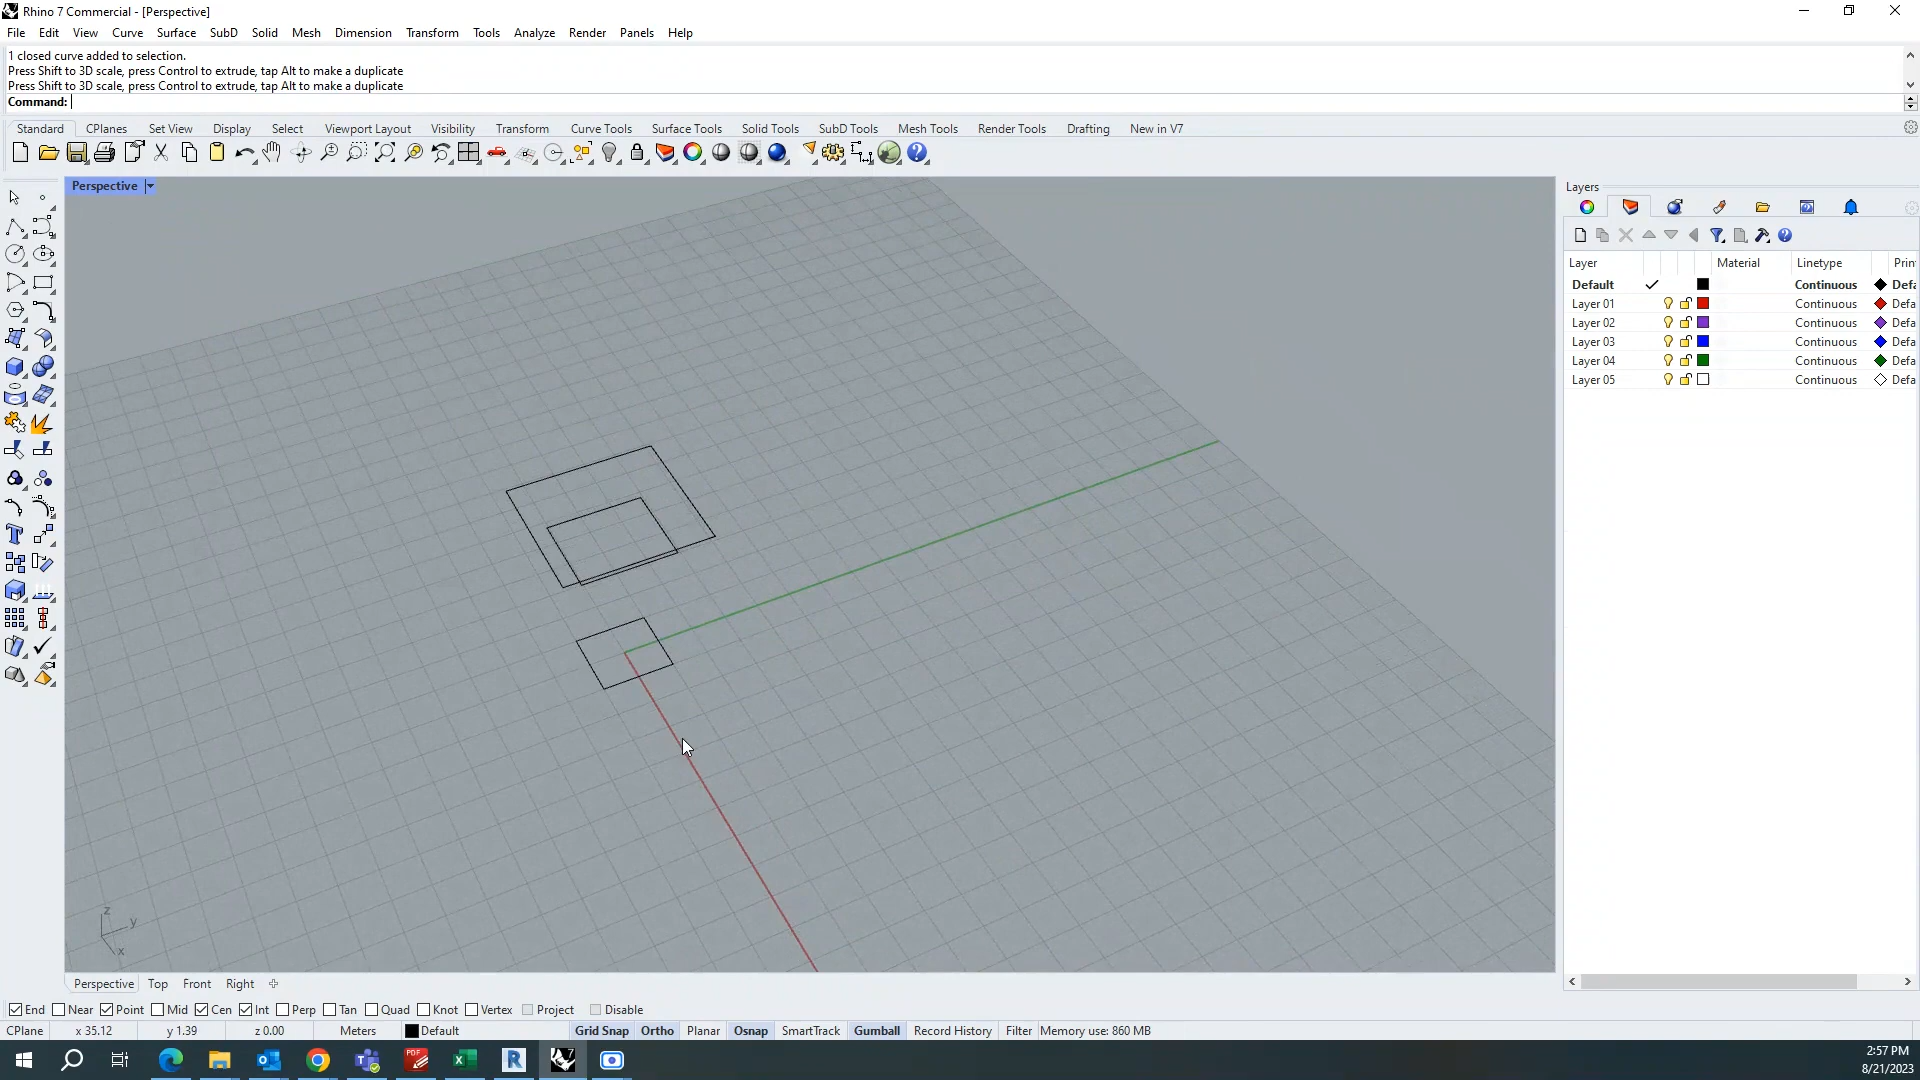 Rhino 7 Commercial - [Perspective]
File Edit View Curve Surface SubD Solid Mesh Dimension Transform Tools Analyze Render Panels Help
1 closed curve added to selection.
Press Shift to 3D scale, press Control to extrude, tap Alt to make a duplicate
Press Shift to 3D scale, press Control to extrude, tap Alt to make a duplicate
Command:
Standard CPlanes Set View Display Select Viewport Layout Visibility Transform Curve Tools Surface Tools Solid Tools SubD Tools Mesh Tools Render Tools Drafting New in V7
Perspective
Layers
Layer Material Linetype Prin
Default Continuous Defa
Layer 01 Continuous Defa
Layer 02 Continuous Defa
Layer 03 Continuous Defa
Layer 04 Continuous Defa
Layer 05 Continuous Defa
z
y
x
Perspective Top Front Right
End Near Point Mid Cen Int Perp Tan Quad Knot Vertex Project Disable
CPlane x 35.12 y 1.39 z 0.00 Meters Default Grid Snap Ortho Planar Osnap SmartTrack Gumball Record History Filter Memory use: 860 MB
2:57 PM
8/21/2023